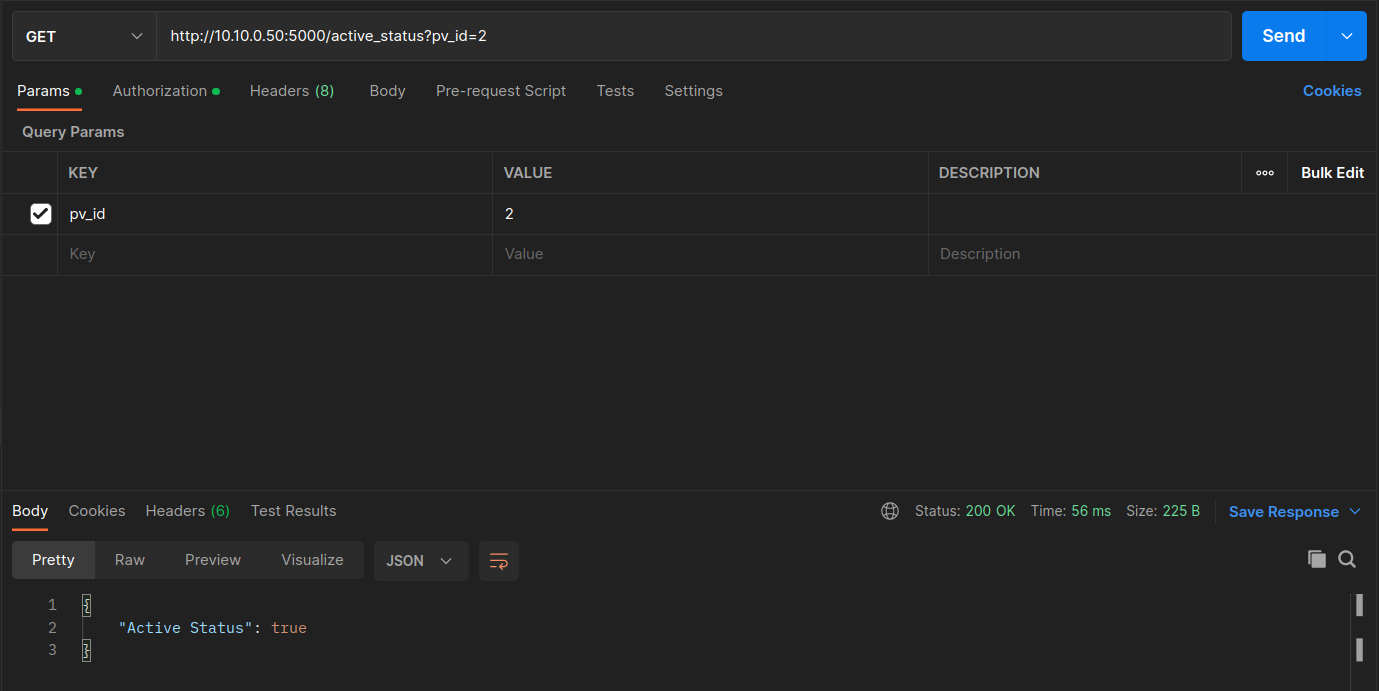 GET http://10.10.0.50:5000/active_status?pv_id=2 Send
Params Authorization Headers (8) Body Pre-request Script Tests Settings Cookies
Query Params
KEY VALUE DESCRIPTION Bulk Edit
pv_id 2
Key Value Description
Body Cookies Headers (6) Test Results Status: 200 OK Time: 56 ms Size: 225 B Save Response
Pretty Raw Preview Visualize JSON
1 {
2 "Active Status": true
3 }